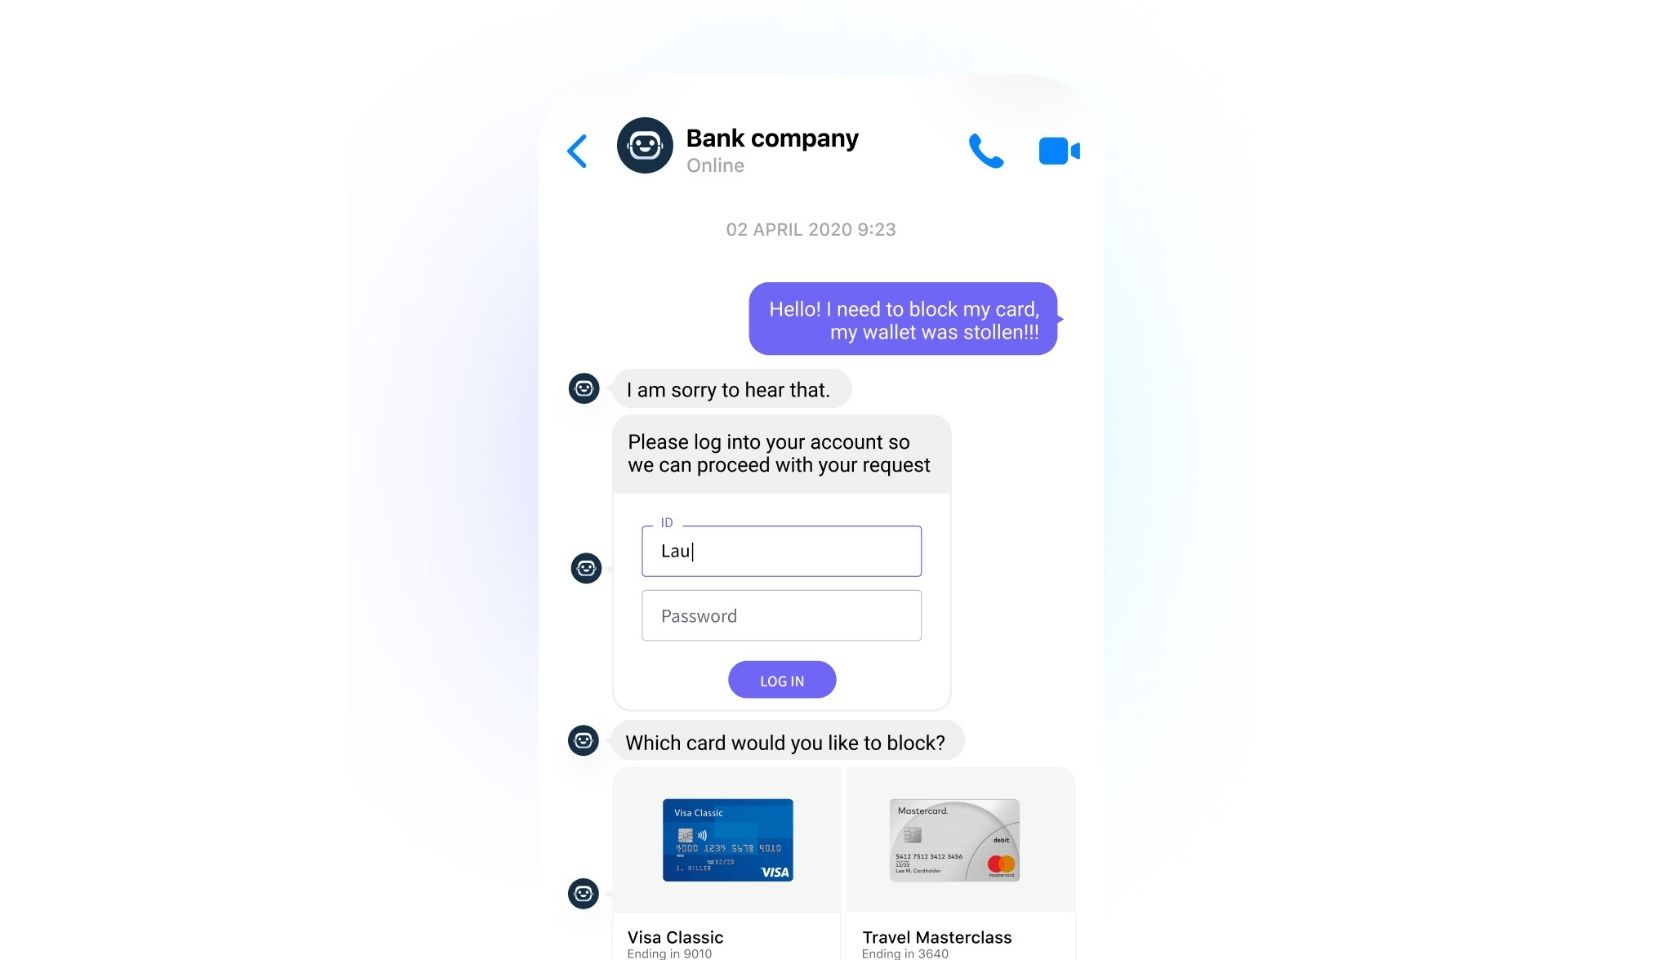 Bank company
Online
02 APRIL 2020 9:23
Hello! I need to block my card,
my wallet was stollen!!!
I am sorry to hear that.
Please log into your account so
we can proceed with your request
ID
Lau
Password
LOG IN
Which card would you like to block?
Visa Classic
4000 1234 5678 9010
12/23
VISA
Mastercard.
debit
5412 7512 3412 3456
12/23
Lee M. Cardholder
mastercard
Visa Classic
Ending in 9010
Travel Masterclass
Ending in 3640